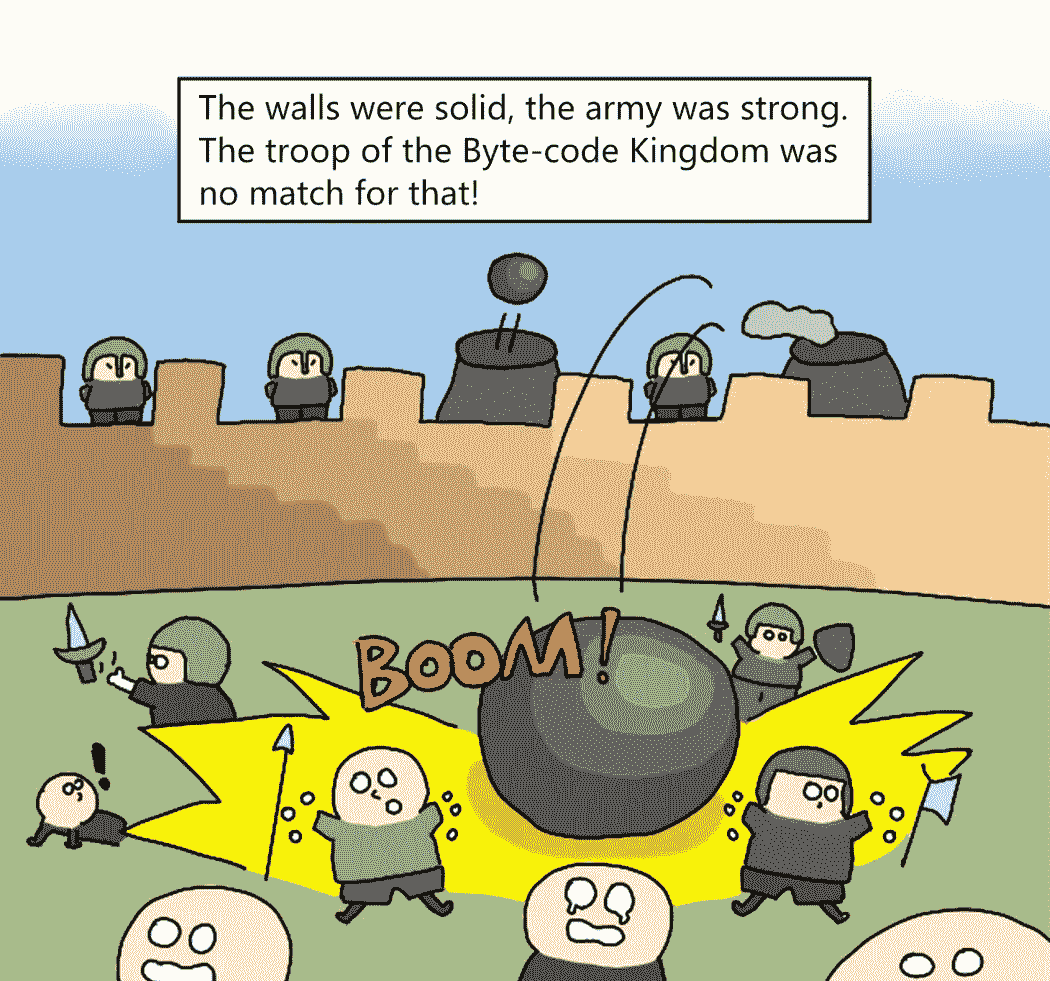 The walls were solid, the army was strong.
The troop of the Byte-code Kingdom was
no match for that!
BOOM!
!